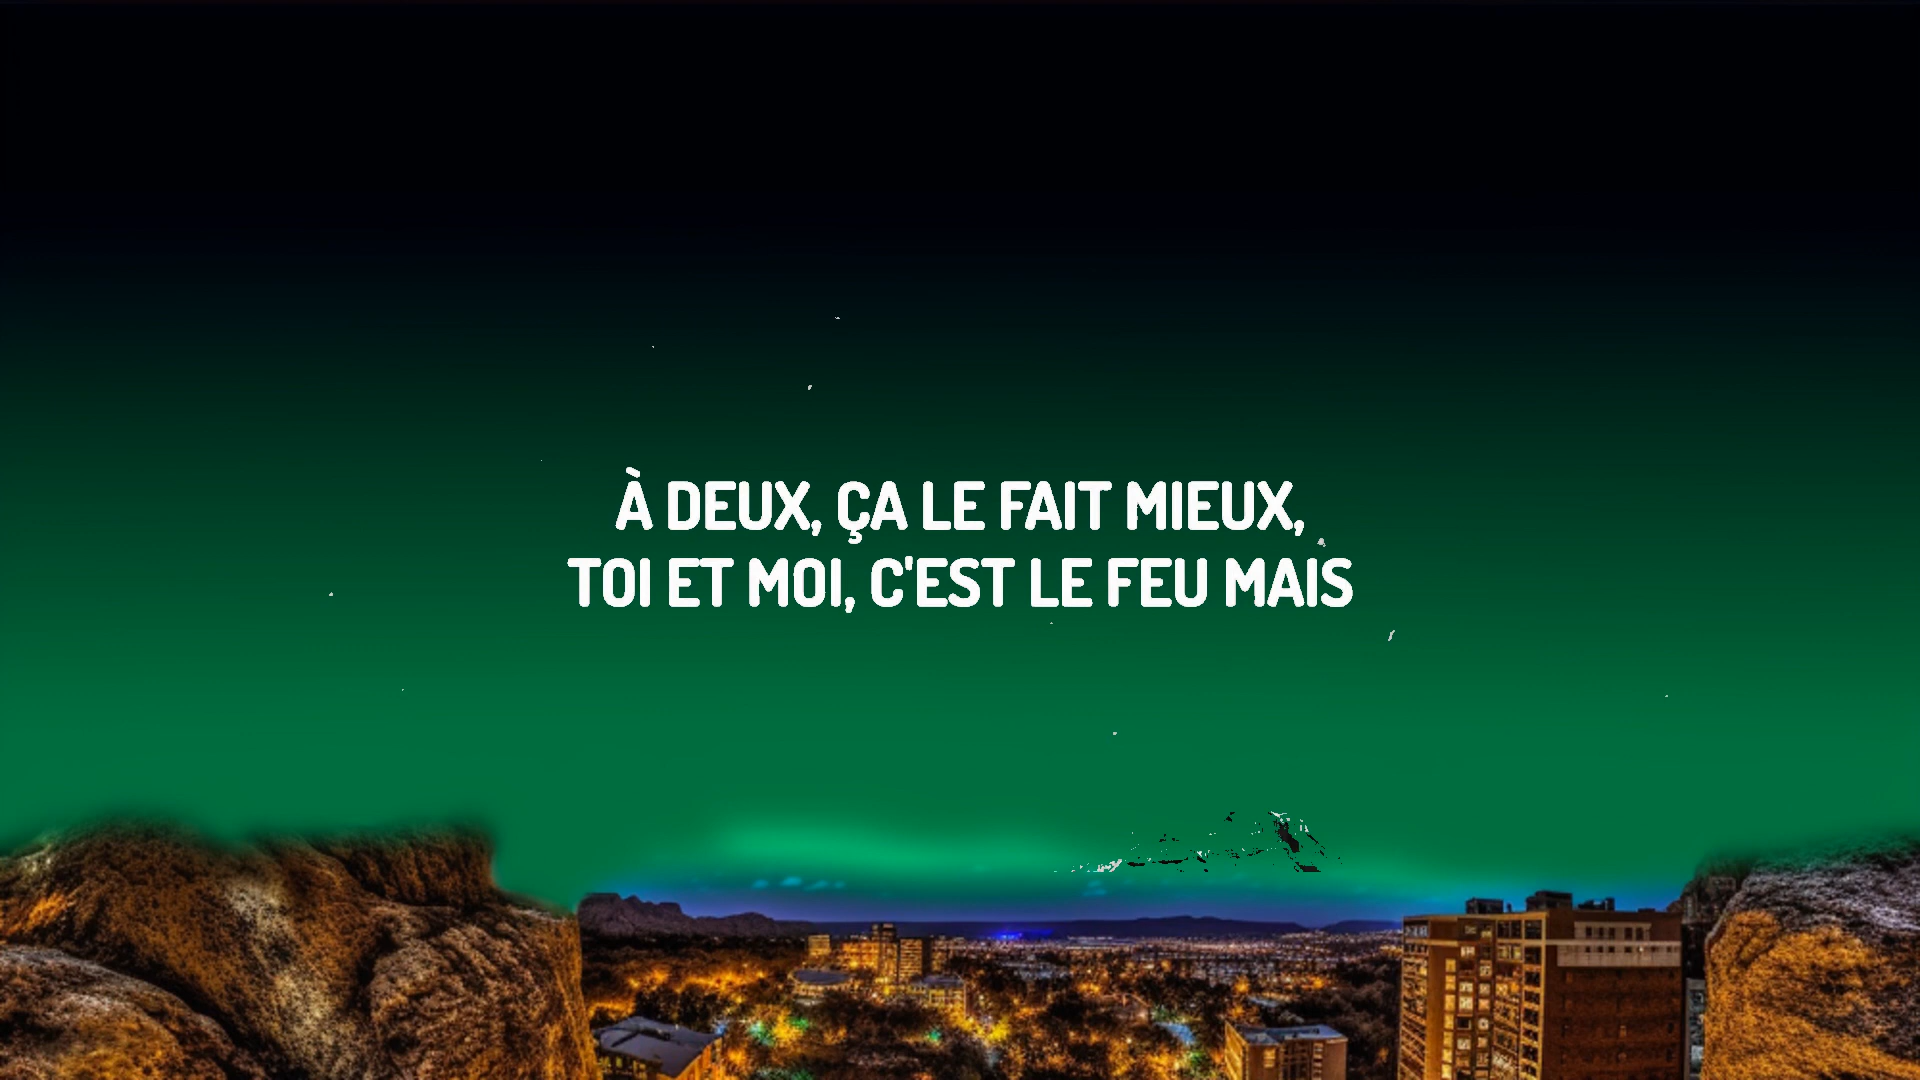 À DEUX, ÇA LE FAIT MIEUX,
TOI ET MOI, C'EST LE FEU MAIS